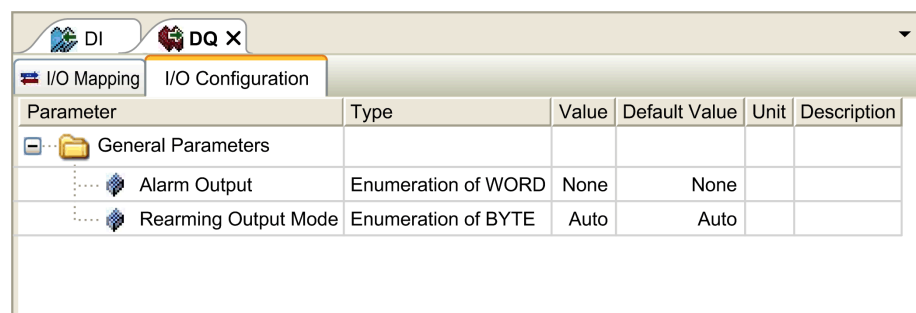 DI DQ
I/O Mapping I/O Configuration
Parameter Type Value Default Value Unit Description
General Parameters
Alarm Output Enumeration of WORD None None
Rearming Output Mode Enumeration of BYTE Auto Auto